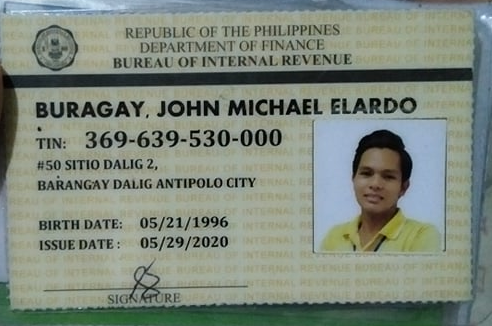 REPUBLIC OF THE PHILIPPINES
DEPARTMENT OF FINANCE
BUREAU OF INTERNAL REVENUE
BURAGAY, JOHN MICHAEL ELARDO
TIN: 369-639-530-000
#50 SITIO DALIG 2,
BARANGAY DALIG ANTIPOLO CITY
BIRTH DATE: 05/21/1996
ISSUE DATE : 05/29/2020
SIGNATURE